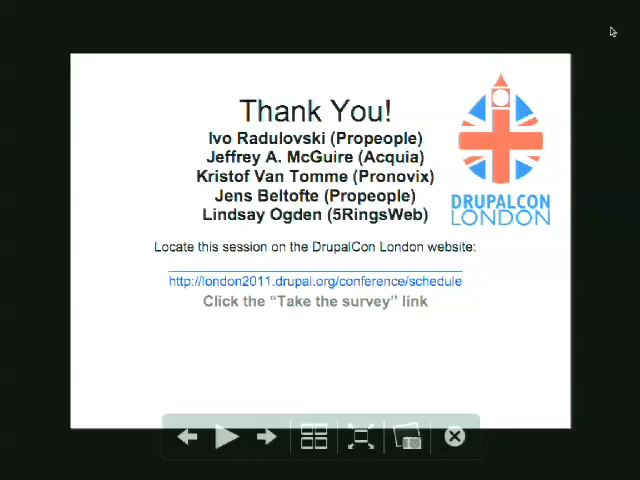 Thank You!
Ivo Radulovski (Propeople)
Jeffrey A. McGuire (Acquia)
Kristof Van Tomme (Pronovix)
Jens Beltofte (Propeople)
Lindsay Ogden (5RingsWeb)
DRUPALCON
LONDON
Locate this session on the DrupalCon London website:
http://london2011.drupal.org/conference/schedule
Click the “Take the survey” link